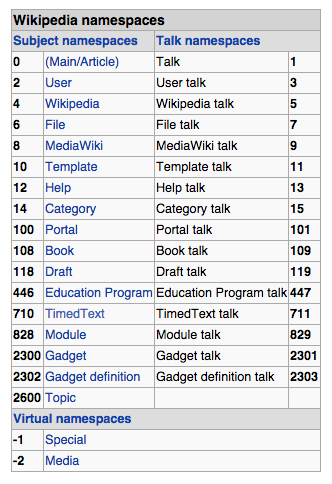 Wikipedia namespaces
Subject namespaces Talk namespaces
0 (Main/Article) Talk 1
2 User User talk 3
4 Wikipedia Wikipedia talk 5
6 File File talk 7
8 MediaWiki MediaWiki talk 9
10 Template Template talk 11
12 Help Help talk 13
14 Category Category talk 15
100 Portal Portal talk 101
108 Book Book talk 109
118 Draft Draft talk 119
446 Education Program Education Program talk 447
710 TimedText TimedText talk 711
828 Module Module talk 829
2300 Gadget Gadget talk 2301
2302 Gadget definition Gadget definition talk 2303
2600 Topic
Virtual namespaces
-1 Special
-2 Media